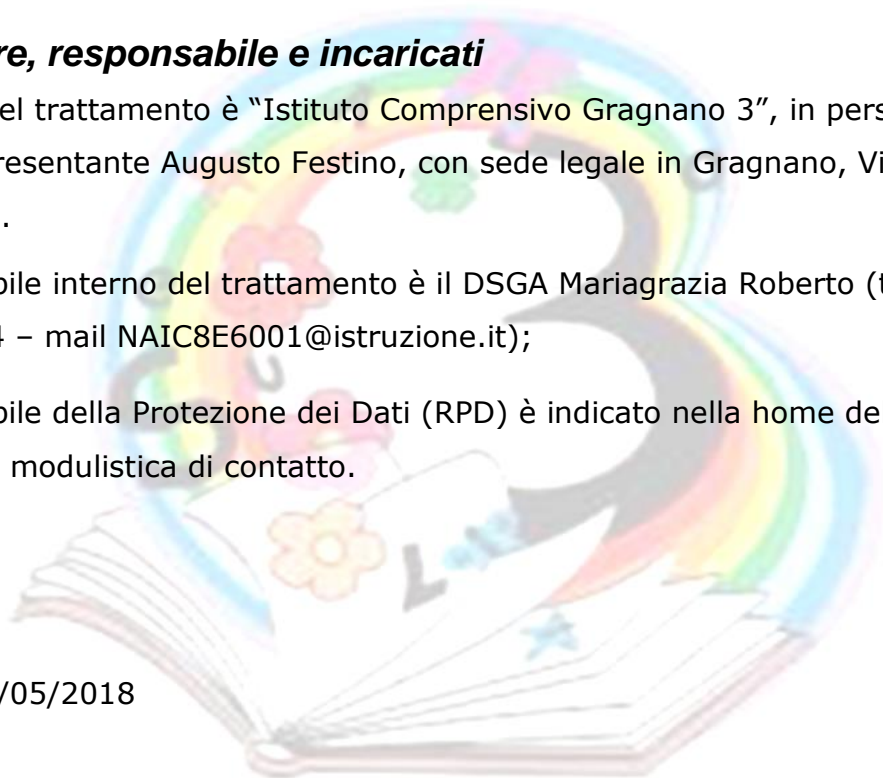 re, responsabile e incaricati
el trattamento è “Istituto Comprensivo Gragnano 3”, in pers
resentante Augusto Festino, con sede legale in Gragnano, Vi
.
bile interno del trattamento è il DSGA Mariagrazia Roberto (t
4 – mail NAIC8E6001@istruzione.it);
bile della Protezione dei Dati (RPD) è indicato nella home de
modulistica di contatto.
/05/2018